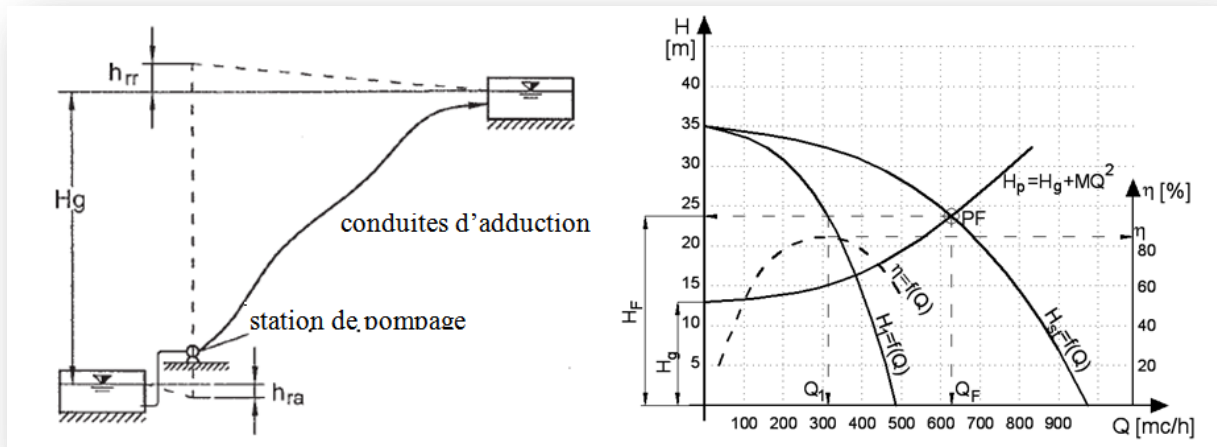 h_rr
Hg
conduites d’adduction
station de pompage
h_ra
H
[m]
40
35
30
25
20
15
10
5
H_F
H_g
H_p=H_g+MQ²
PF
η [%]
η
80
60
40
20
η=f(Q)
H_1=f(Q)
H_sr=f(Q)
Q_1
Q_F
100 200 300 400 500 600 700 800 900
Q [mc/h]